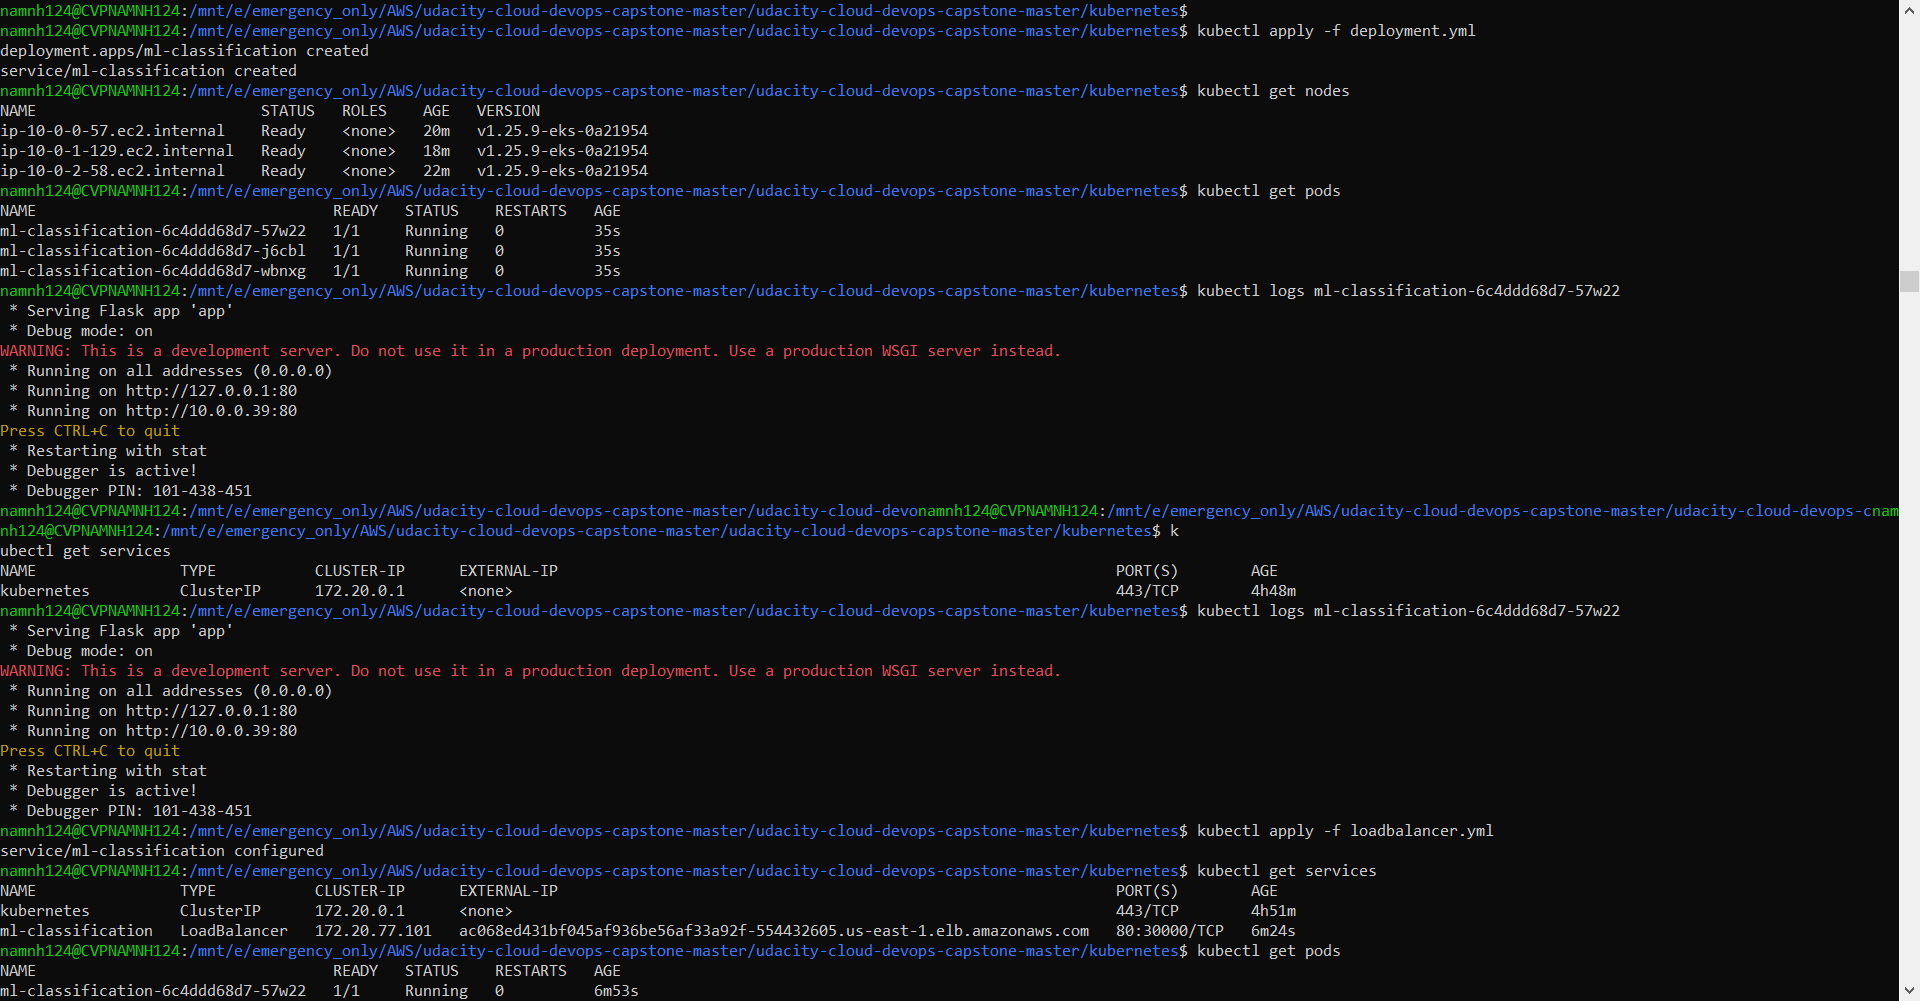 namnh124@CVPNAMNH124:/mnt/e/emergency_only/AWS/udacity-cloud-devops-capstone-master/udacity-cloud-devops-capstone-master/kubernetes$
namnh124@CVPNAMNH124:/mnt/e/emergency_only/AWS/udacity-cloud-devops-capstone-master/udacity-cloud-devops-capstone-master/kubernetes$ kubectl apply -f deployment.yml
deployment.apps/ml-classification created
service/ml-classification created
namnh124@CVPNAMNH124:/mnt/e/emergency_only/AWS/udacity-cloud-devops-capstone-master/udacity-cloud-devops-capstone-master/kubernetes$ kubectl get nodes
NAME                         STATUS   ROLES    AGE   VERSION
ip-10-0-0-57.ec2.internal    Ready    <none>   20m   v1.25.9-eks-0a21954
ip-10-0-1-129.ec2.internal   Ready    <none>   18m   v1.25.9-eks-0a21954
ip-10-0-2-58.ec2.internal    Ready    <none>   22m   v1.25.9-eks-0a21954
namnh124@CVPNAMNH124:/mnt/e/emergency_only/AWS/udacity-cloud-devops-capstone-master/udacity-cloud-devops-capstone-master/kubernetes$ kubectl get pods
NAME                                 READY   STATUS    RESTARTS   AGE
ml-classification-6c4ddd68d7-57w22   1/1     Running   0          35s
ml-classification-6c4ddd68d7-j6cbl   1/1     Running   0          35s
ml-classification-6c4ddd68d7-wbnxg   1/1     Running   0          35s
namnh124@CVPNAMNH124:/mnt/e/emergency_only/AWS/udacity-cloud-devops-capstone-master/udacity-cloud-devops-capstone-master/kubernetes$ kubectl logs ml-classification-6c4ddd68d7-57w22
 * Serving Flask app 'app'
 * Debug mode: on
WARNING: This is a development server. Do not use it in a production deployment. Use a production WSGI server instead.
 * Running on all addresses (0.0.0.0)
 * Running on http://127.0.0.1:80
 * Running on http://10.0.0.39:80
Press CTRL+C to quit
 * Restarting with stat
 * Debugger is active!
 * Debugger PIN: 101-438-451
namnh124@CVPNAMNH124:/mnt/e/emergency_only/AWS/udacity-cloud-devops-capstone-master/udacity-cloud-devonamnh124@CVPNAMNH124:/mnt/e/emergency_only/AWS/udacity-cloud-devops-capstone-master/udacity-cloud-devops-cnam
nh124@CVPNAMNH124:/mnt/e/emergency_only/AWS/udacity-cloud-devops-capstone-master/udacity-cloud-devops-capstone-master/kubernetes$ k
ubectl get services
NAME                TYPE           CLUSTER-IP      EXTERNAL-IP                                                              PORT(S)        AGE
kubernetes          ClusterIP      172.20.0.1      <none>                                                                   443/TCP        4h48m
namnh124@CVPNAMNH124:/mnt/e/emergency_only/AWS/udacity-cloud-devops-capstone-master/udacity-cloud-devops-capstone-master/kubernetes$ kubectl logs ml-classification-6c4ddd68d7-57w22
 * Serving Flask app 'app'
 * Debug mode: on
WARNING: This is a development server. Do not use it in a production deployment. Use a production WSGI server instead.
 * Running on all addresses (0.0.0.0)
 * Running on http://127.0.0.1:80
 * Running on http://10.0.0.39:80
Press CTRL+C to quit
 * Restarting with stat
 * Debugger is active!
 * Debugger PIN: 101-438-451
namnh124@CVPNAMNH124:/mnt/e/emergency_only/AWS/udacity-cloud-devops-capstone-master/udacity-cloud-devops-capstone-master/kubernetes$ kubectl apply -f loadbalancer.yml
service/ml-classification configured
namnh124@CVPNAMNH124:/mnt/e/emergency_only/AWS/udacity-cloud-devops-capstone-master/udacity-cloud-devops-capstone-master/kubernetes$ kubectl get services
NAME                TYPE           CLUSTER-IP      EXTERNAL-IP                                                              PORT(S)        AGE
kubernetes          ClusterIP      172.20.0.1      <none>                                                                   443/TCP        4h51m
ml-classification   LoadBalancer   172.20.77.101   ac068ed431bf045af936be56af33a92f-554432605.us-east-1.elb.amazonaws.com   80:30000/TCP   6m24s
namnh124@CVPNAMNH124:/mnt/e/emergency_only/AWS/udacity-cloud-devops-capstone-master/udacity-cloud-devops-capstone-master/kubernetes$ kubectl get pods
NAME                                 READY   STATUS    RESTARTS   AGE
ml-classification-6c4ddd68d7-57w22   1/1     Running   0          6m53s